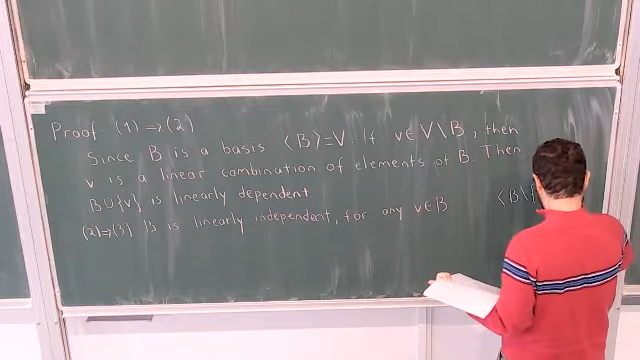 Proof (1) ⟹ (2)
Since B is a basis ⟨B⟩=V. If v∈V\B, then
v is a linear combination of elements of B. Then
B∪{v} is linearly dependent
(2)⟹(3) B is linearly independent, for any v∈B ⟨B\{